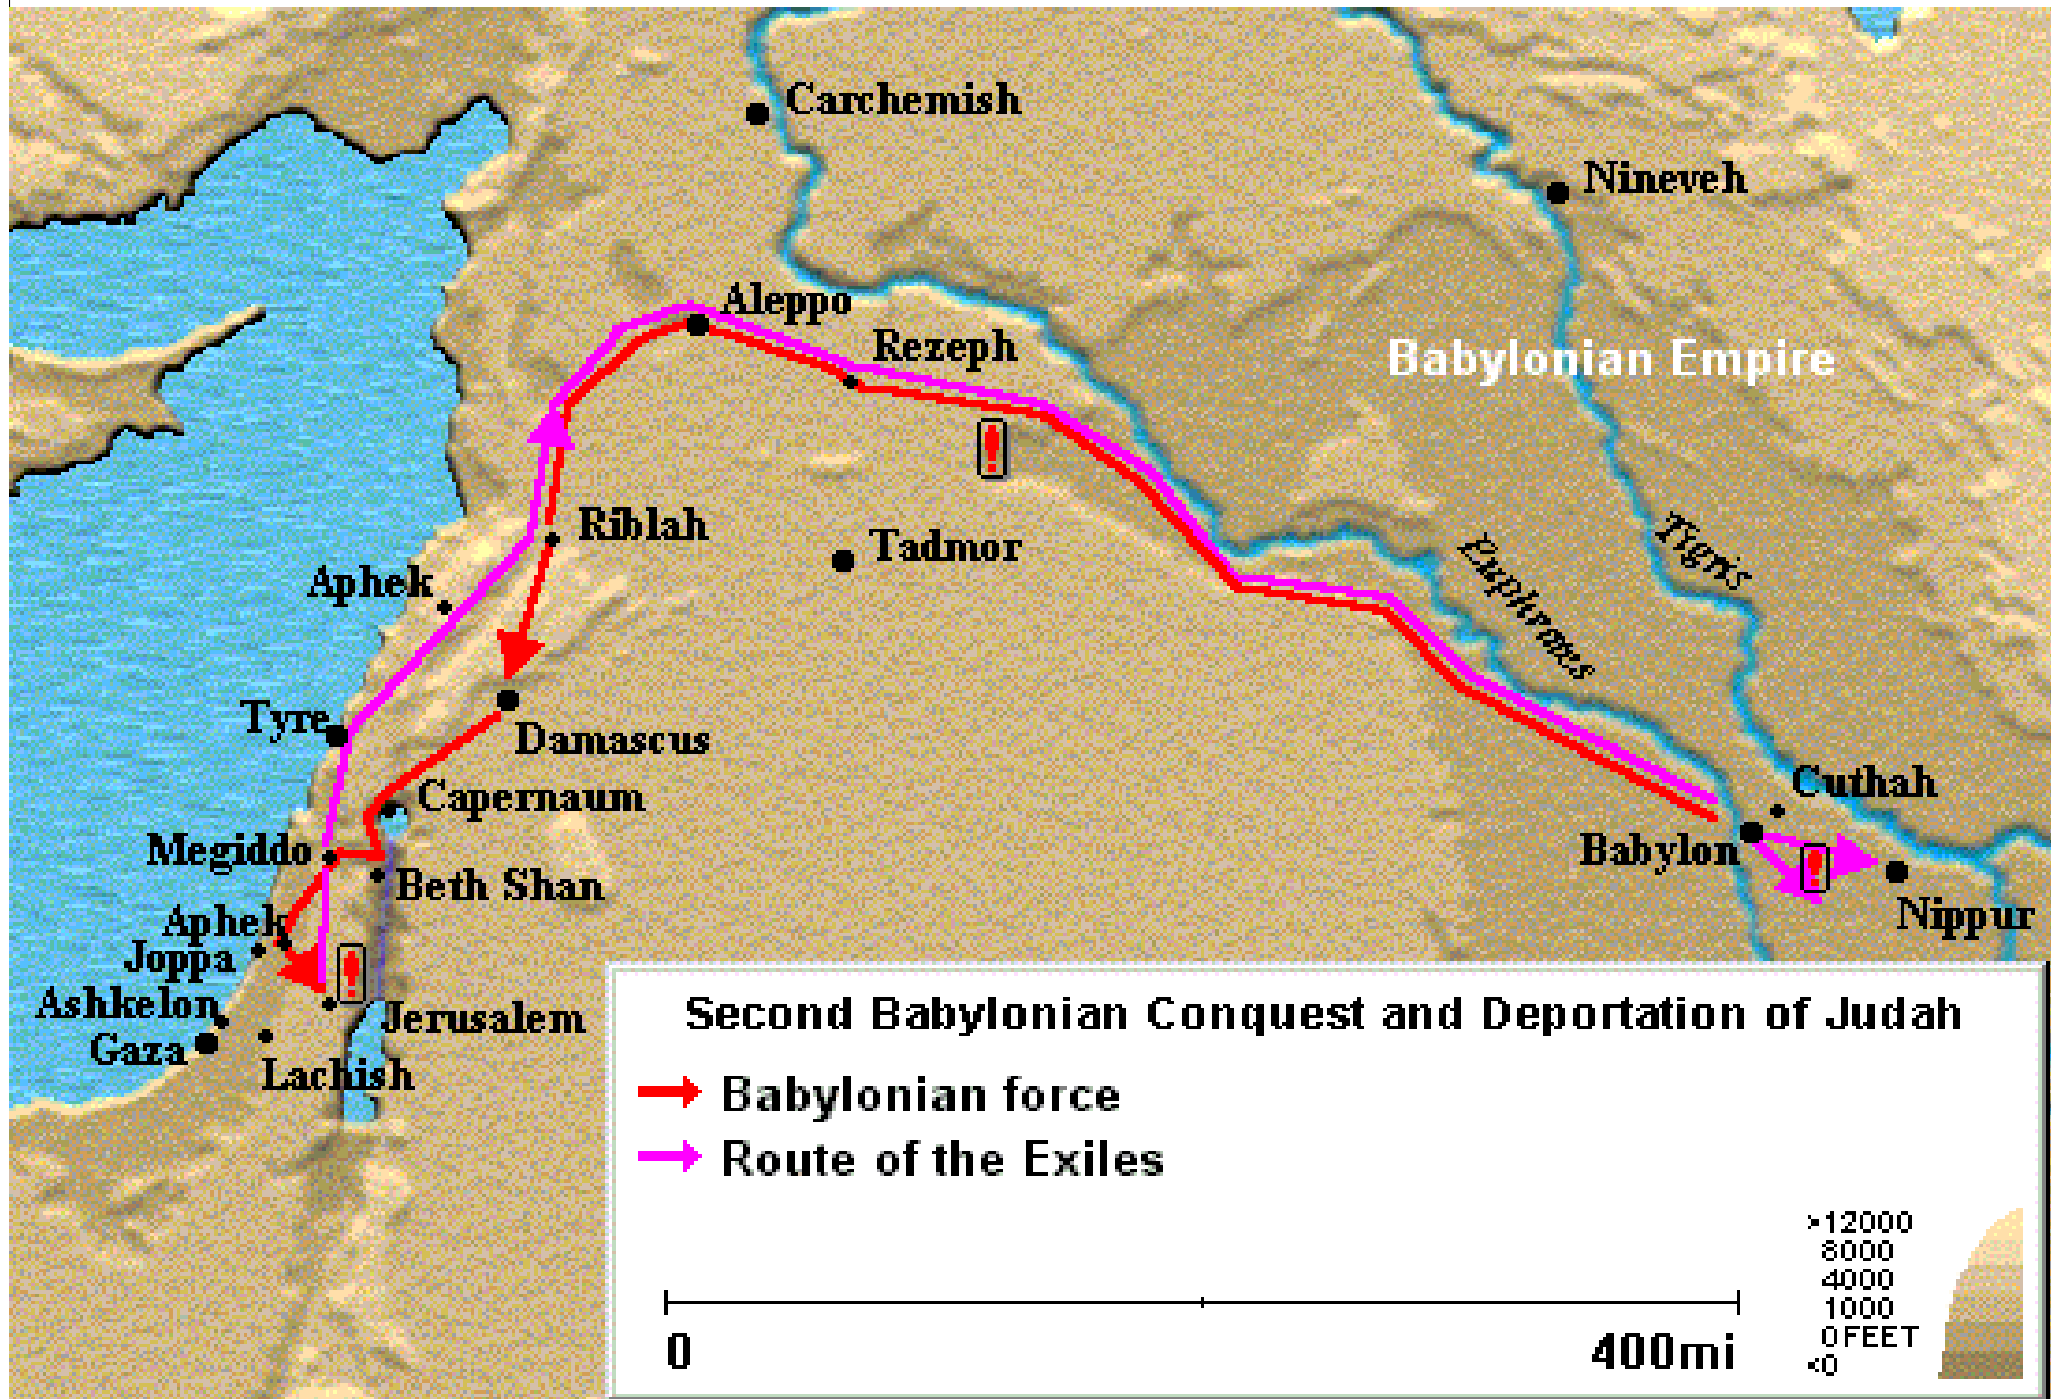 Carchemish
Nineveh
Aleppo
Rezeph
Babylonian Empire
!
Riblah
Tadmor
Tigris
Euphrates
Aphek
Tyre
Damascus
Capernaum
Cuthah
Megiddo
Babylon
!
Beth Shan
Nippur
Aphek
Joppa
!
Ashkelon
Jerusalem
Gaza
Lachish
Second Babylonian Conquest and Deportation of Judah
Babylonian force
Route of the Exiles
>12000
8000
4000
1000
0 FEET
<0
0 400mi